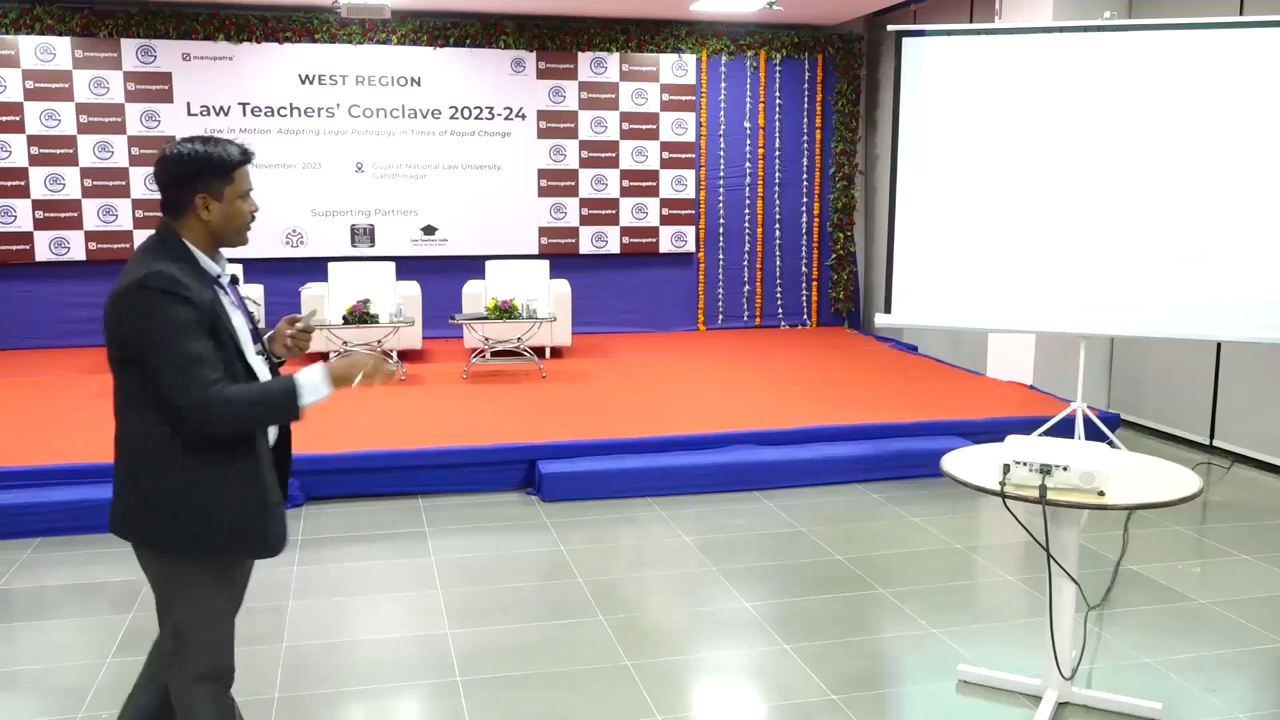 manupatra
WEST REGION
Law Teachers' Conclave 2023-24
Law in Motion: Adapting Legal Pedagogy in Times of Rapid Change
November, 2023
Gujarat National Law University,
Gandhinagar
Supporting Partners
Law Teachers India